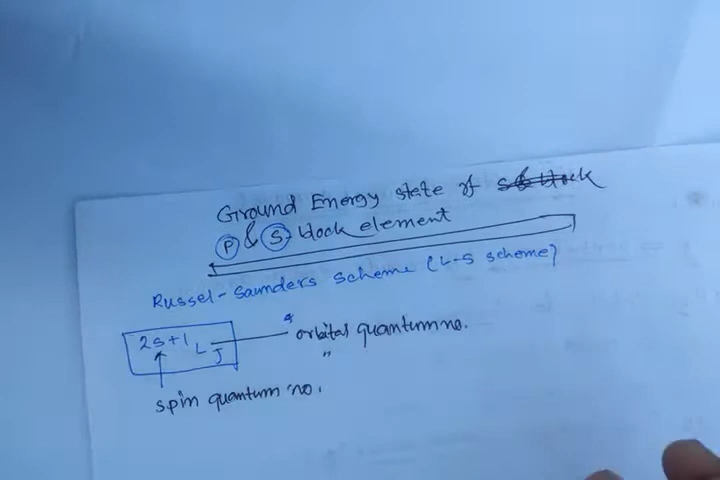 Ground Energy state of
P & S-block element
Russel-Saunders scheme (L-S scheme)
2s+1 L J
orbital quantum no.
"
spin quantum no.